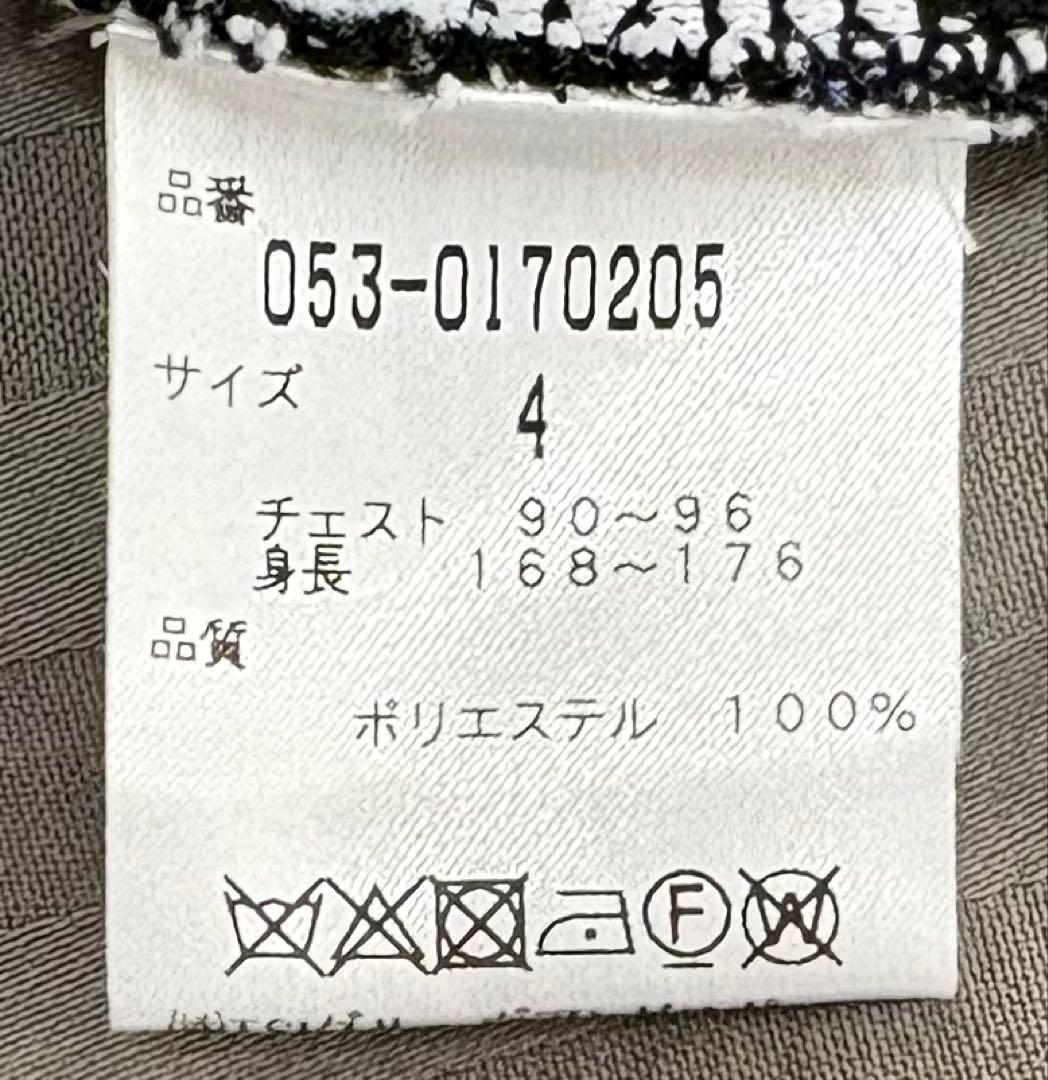 品番
053-0170205
サイズ
4
チェスト 90～96
身長 168～176
品質
ポリエステル 100%
F
W